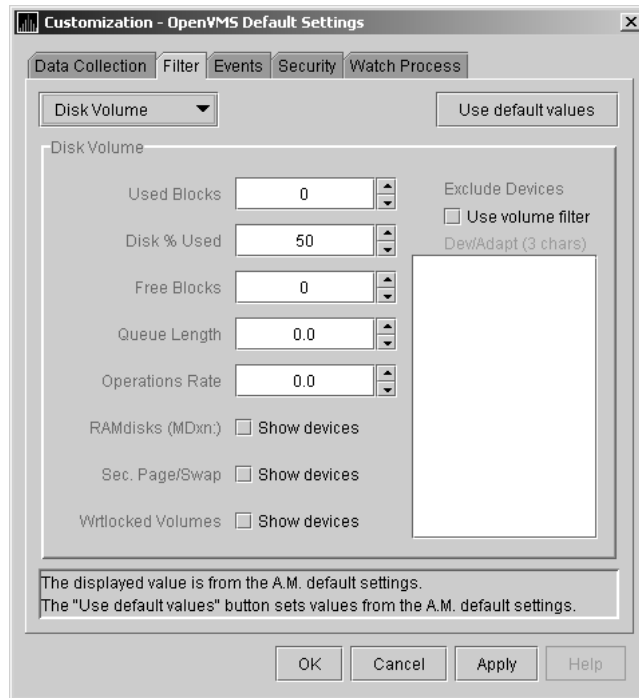 Customization - OpenVMS Default Settings
Data Collection Filter Events Security Watch Process
Disk Volume Use default values
Disk Volume
Used Blocks 0
Exclude Devices
Use volume filter
Disk % Used 50
Dev/Adapt (3 chars)
Free Blocks 0
Queue Length 0.0
Operations Rate 0.0
RAMdisks (MDxn:) Show devices
Sec. Page/Swap Show devices
Wrtlocked Volumes Show devices
The displayed value is from the A.M. default settings.
The "Use default values" button sets values from the A.M. default settings.
OK Cancel Apply Help